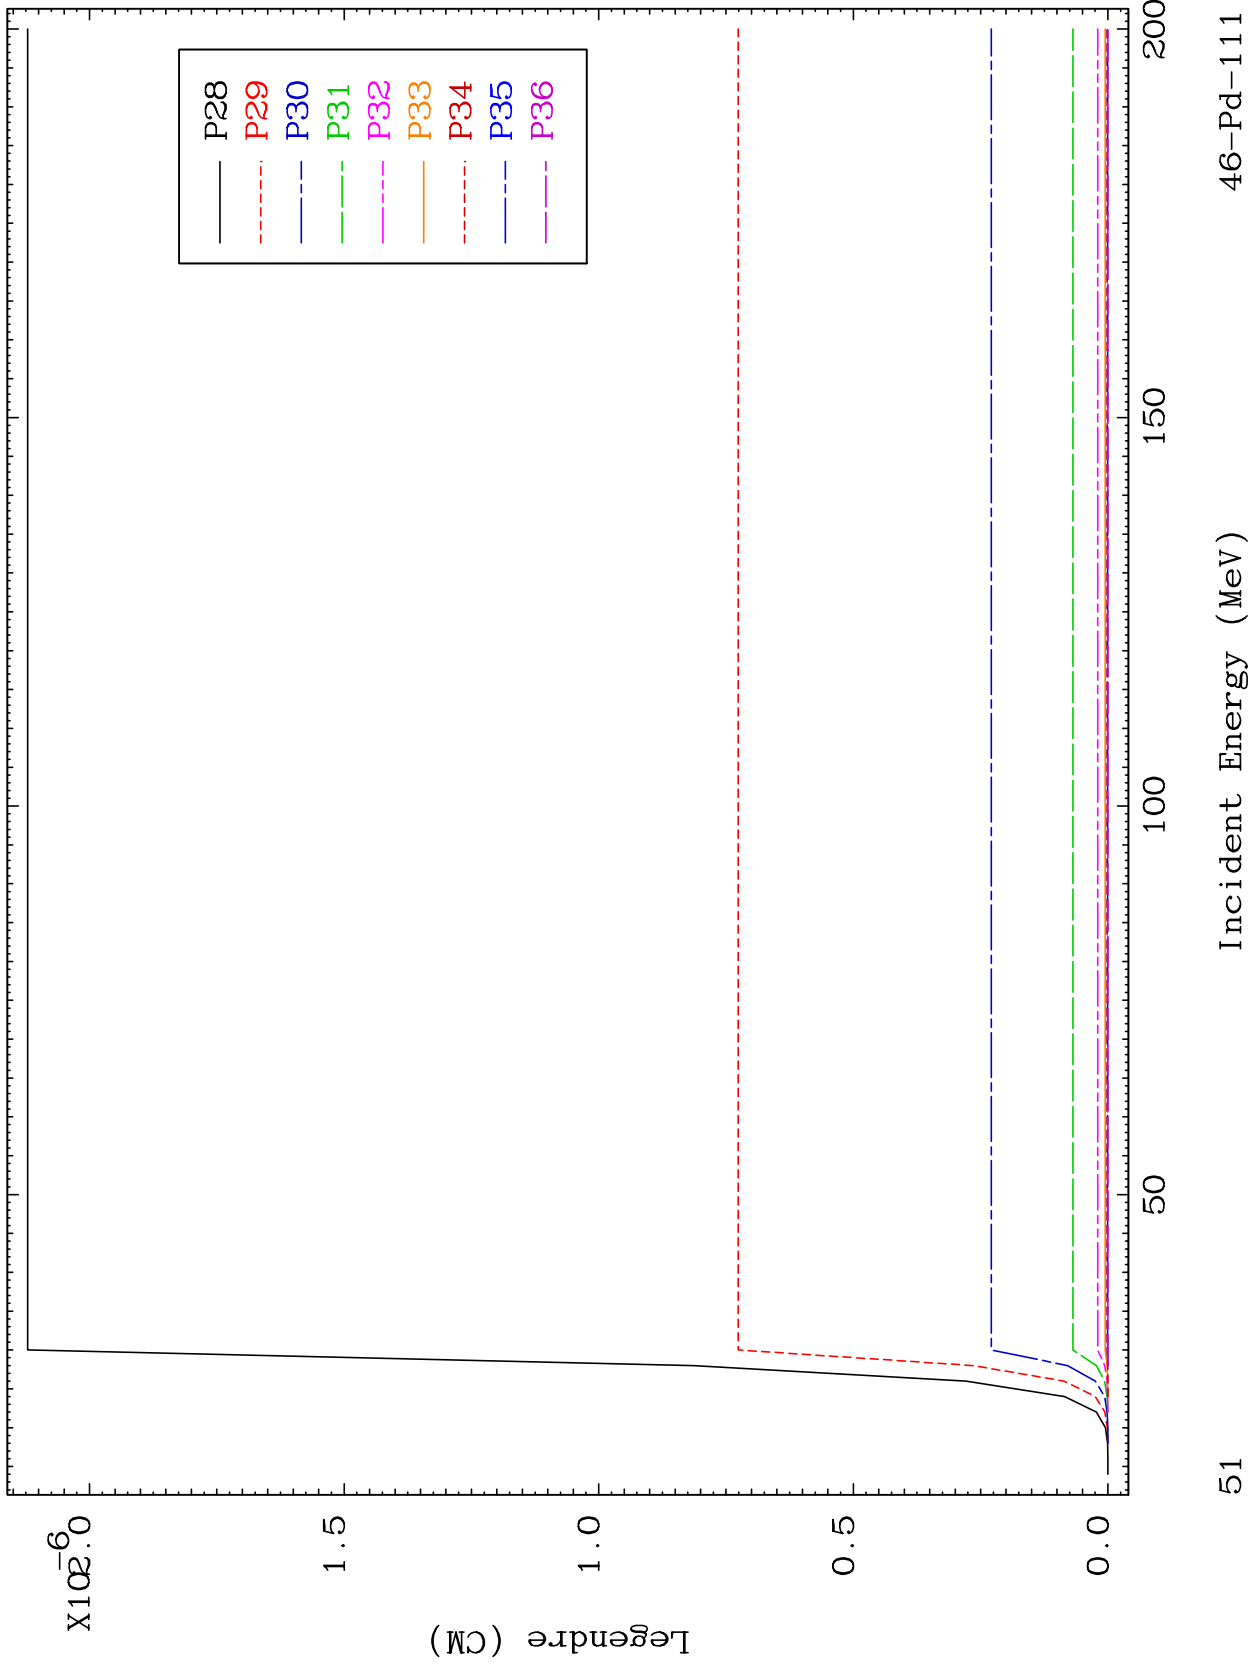 X10-6
2.0
1.5
1.0
0.5
0.0
Legendre (CM)
P28
P29
P30
P31
P32
P33
P34
P35
P36
50
100
150
200
51
Incident Energy (MeV)
46-Pd-111